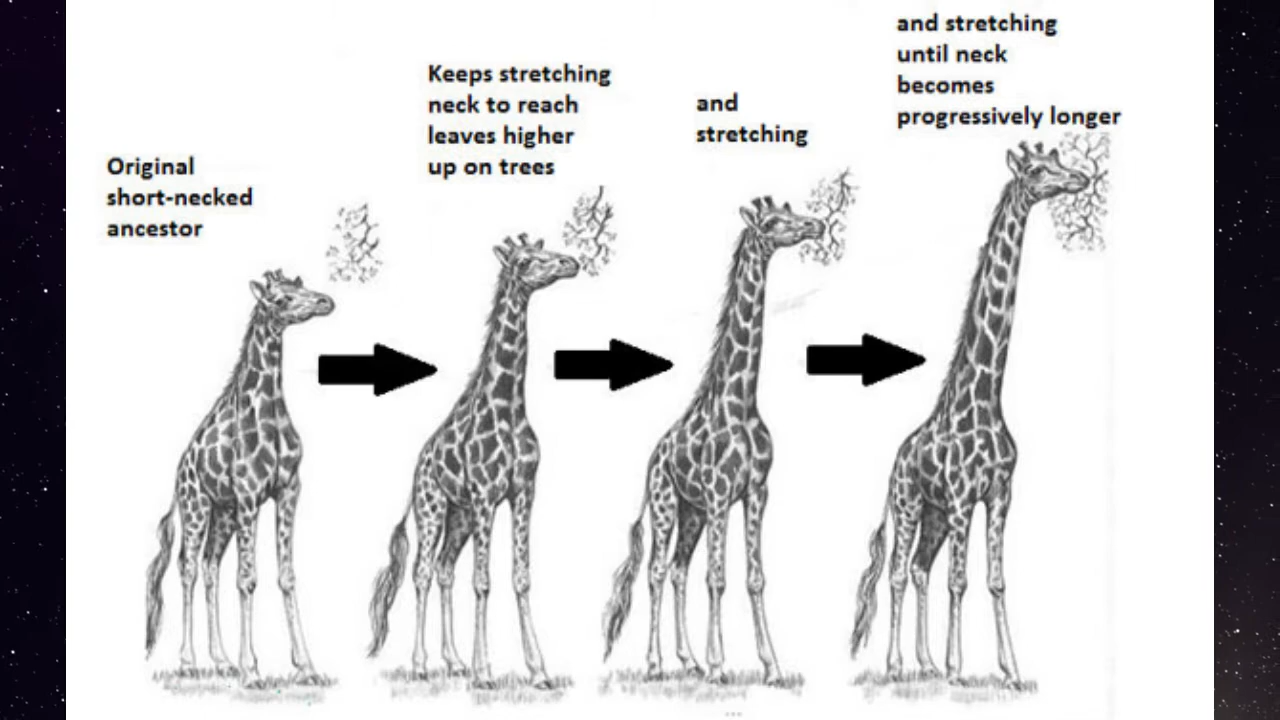 Original
short-necked
ancestor
Keeps stretching
neck to reach
leaves higher
up on trees
and
stretching
and stretching
until neck
becomes
progressively longer